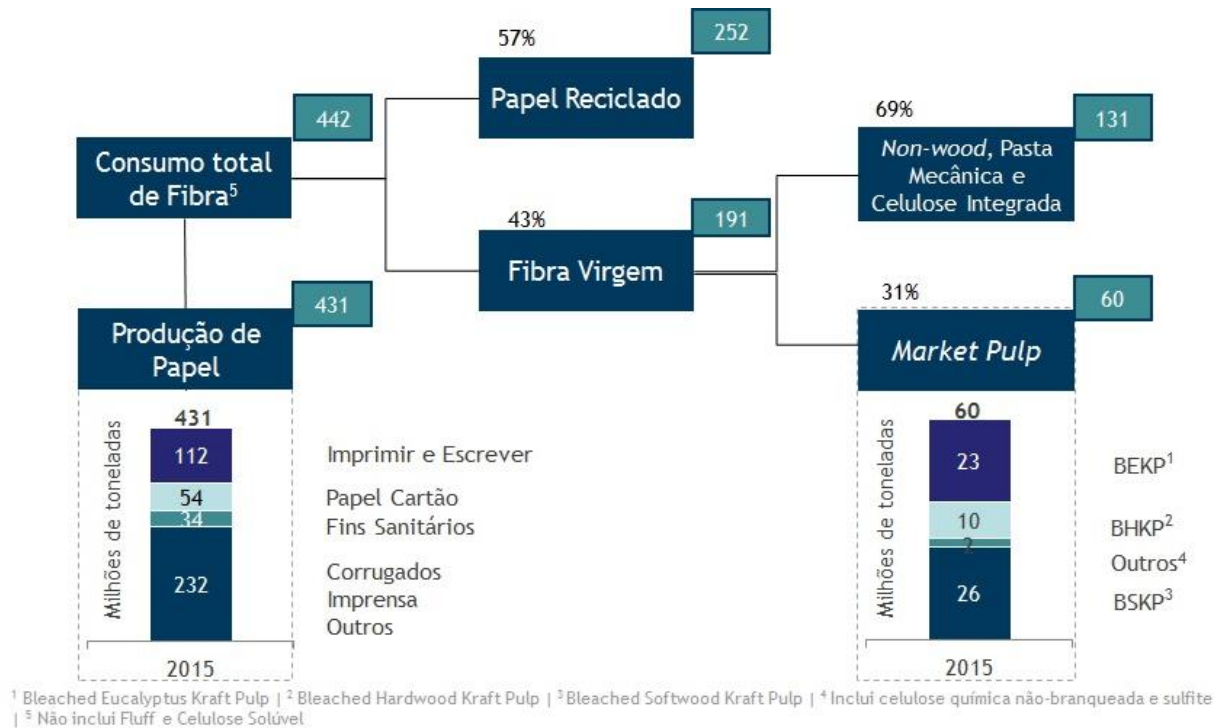 57%
252
Papel Reciclado
442
Consumo total
de Fibra⁵
69%
131
Non-wood, Pasta
Mecânica e
Celulose Integrada
43%
191
Fibra Virgem
431
Produção de
Papel
31%
60
Market Pulp
Milhões de toneladas
431
112
54
34
232
2015
Imprimir e Escrever
Papel Cartão
Fins Sanitários
Corrugados
Imprensa
Outros
Milhões de toneladas
60
23
10
2
26
2015
BEKP¹
BHKP²
Outros⁴
BSKP³
¹ Bleached Eucalyptus Kraft Pulp | ² Bleached Hardwood Kraft Pulp | ³ Bleached Softwood Kraft Pulp | ⁴ Inclui celulose química não-branqueada e sulfite
| ⁵ Não inclui Fluff e Celulose Solúvel